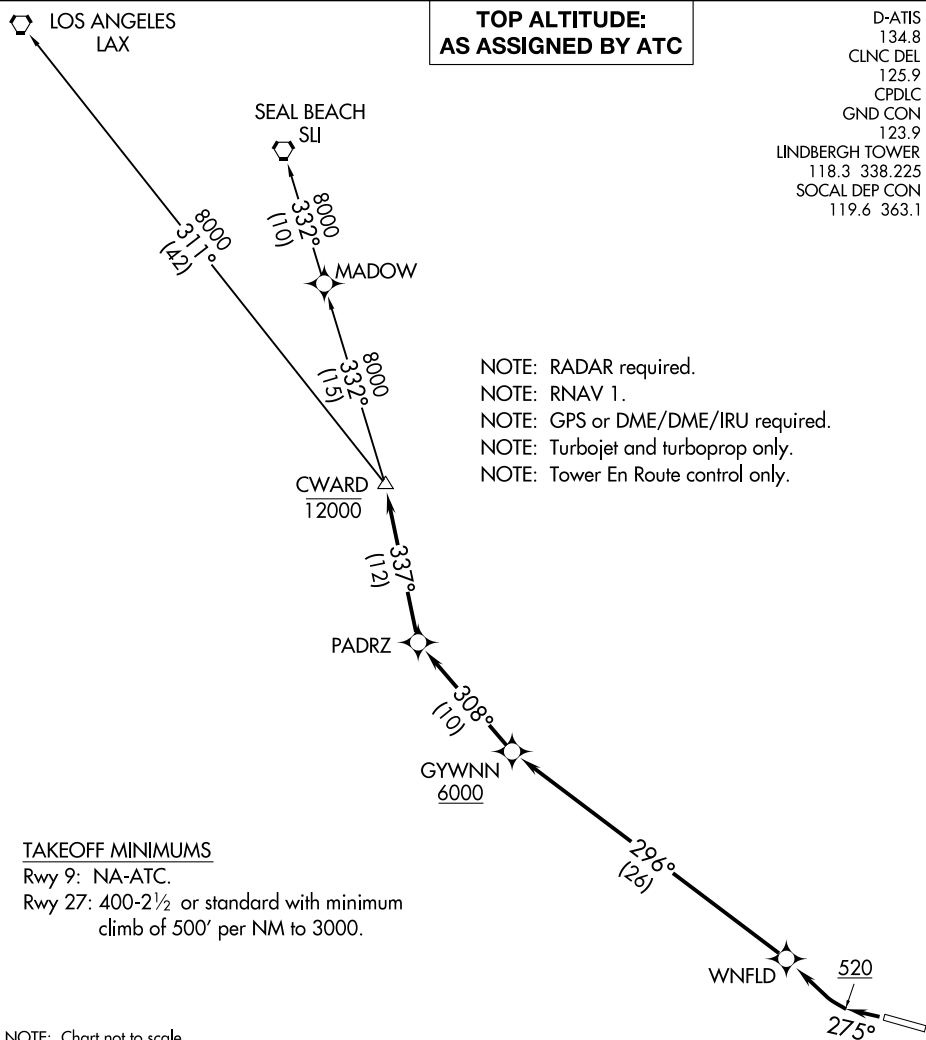 LOS ANGELES
LAX
TOP ALTITUDE:
AS ASSIGNED BY ATC
D-ATIS
134.8
CLNC DEL
125.9
CPDLC
GND CON
123.9
LINDBERGH TOWER
118.3 338.225
SOCAL DEP CON
119.6 363.1
SEAL BEACH
SLI
8000
311°
(42)
8000
332°
(10)
MADOW
8000
332°
(15)
NOTE: RADAR required.
NOTE: RNAV 1.
NOTE: GPS or DME/DME/IRU required.
NOTE: Turbojet and turboprop only.
NOTE: Tower En Route control only.
CWARD
12000
337°
(12)
PADRZ
308°
(10)
GYWNN
6000
296°
(26)
TAKEOFF MINIMUMS
Rwy 9: NA-ATC.
Rwy 27: 400-2½ or standard with minimum
climb of 500' per NM to 3000.
WNFLD
520
275°
NOTE: Chart not to scale